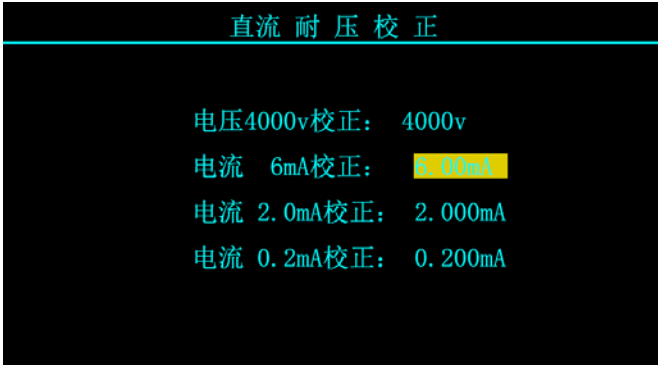 直流 耐 压 校 正
电压4000v校正: 4000v
电流 6mA校正: 6.00mA
电流 2.0mA校正: 2.000mA
电流 0.2mA校正: 0.200mA